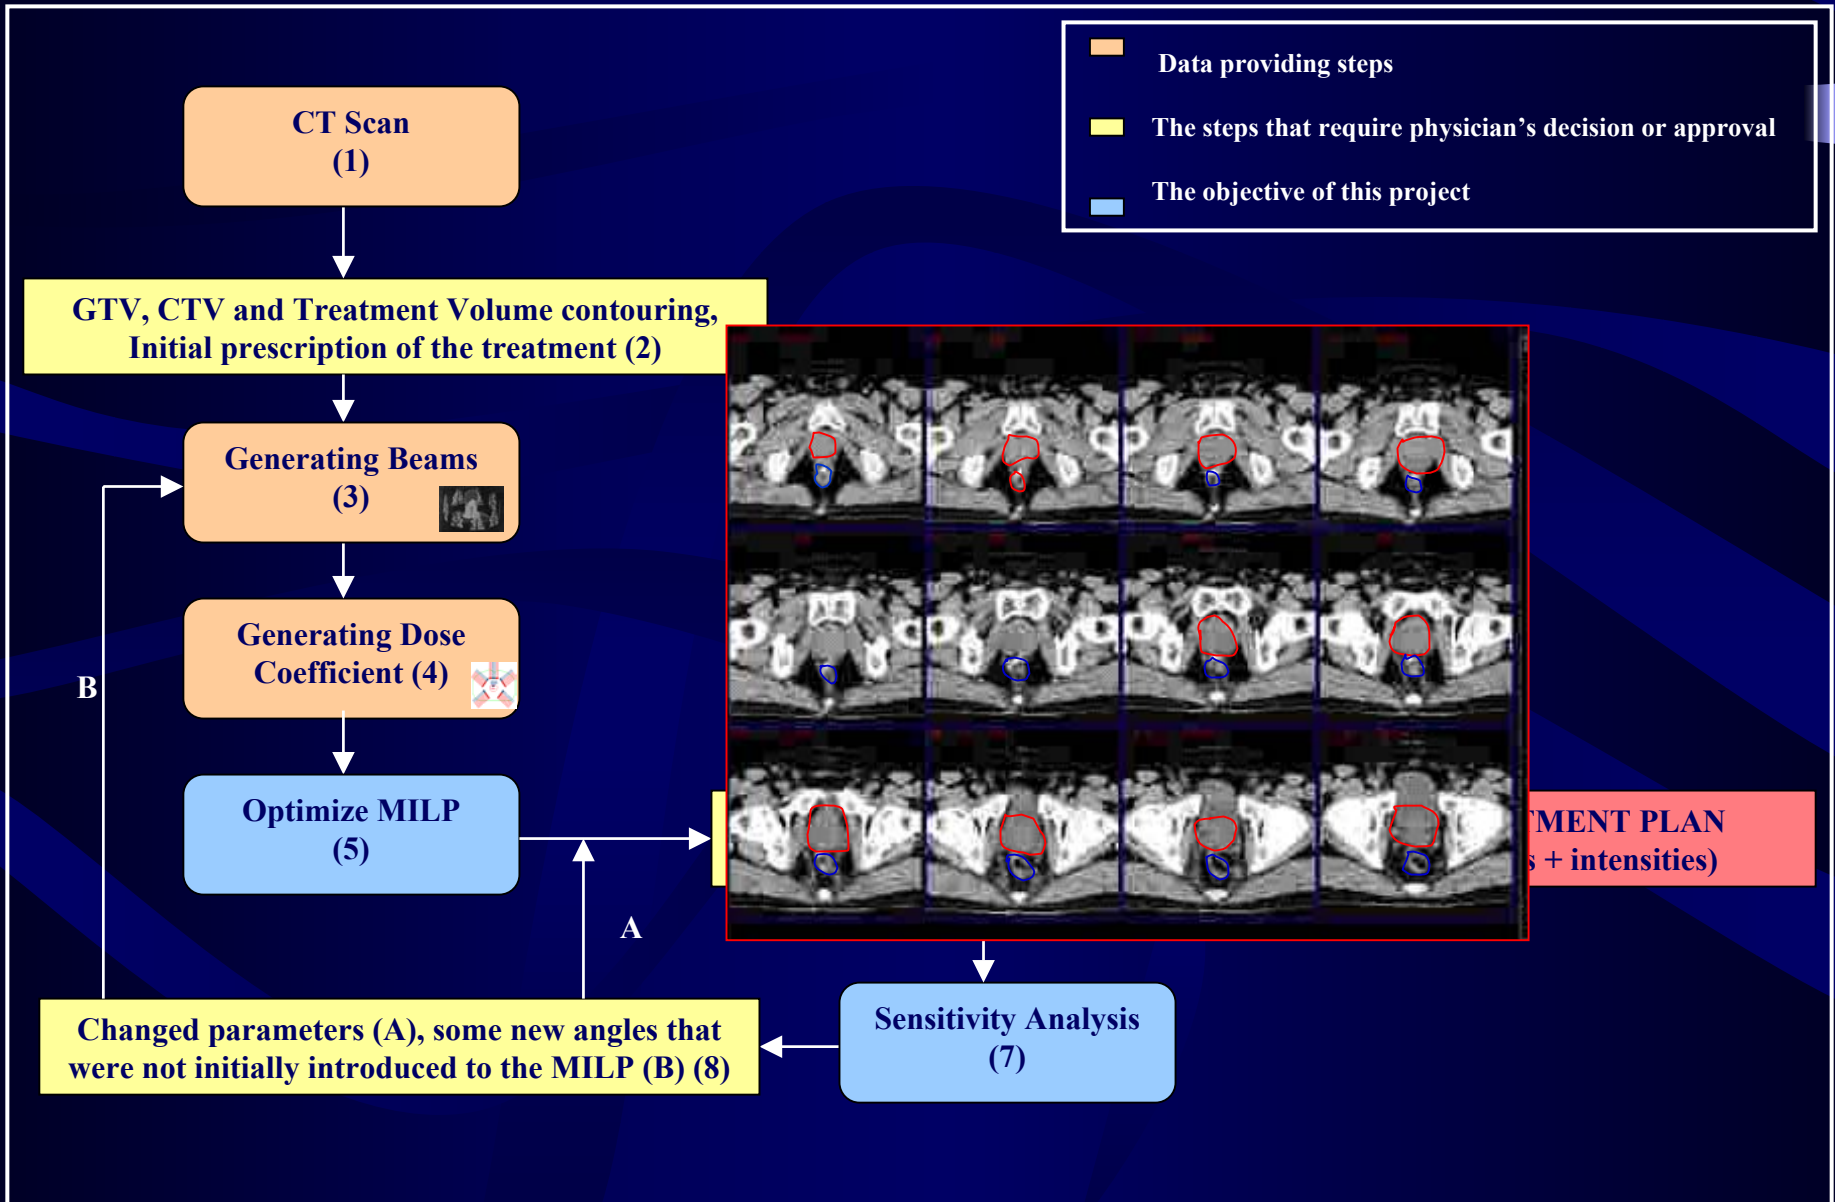 Data providing steps
The steps that require physician’s decision or approval
The objective of this project
CT Scan
(1)
GTV, CTV and Treatment Volume contouring,
Initial prescription of the treatment (2)
Generating Beams
(3)
Generating Dose
Coefficient (4)
B
Optimize MILP
(5)
PLAN
+ intensities)
A
Sensitivity Analysis
(7)
Changed parameters (A), some new angles that
were not initially introduced to the MILP (B) (8)